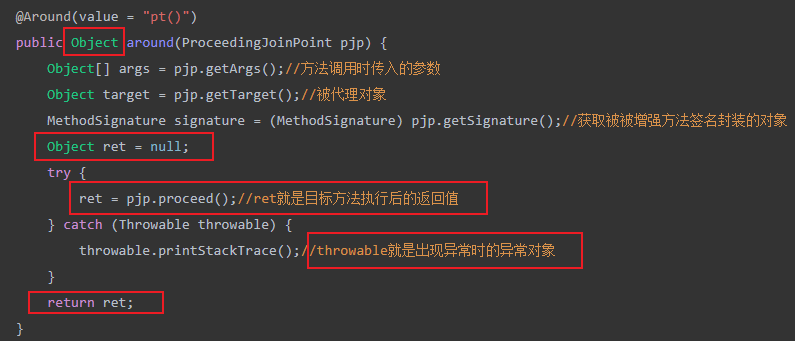 @Around(value = "pt()")
public Object around(ProceedingJoinPoint pjp) {
Object[] args = pjp.getArgs();//方法调用时传入的参数
Object target = pjp.getTarget();//被代理对象
MethodSignature signature = (MethodSignature) pjp.getSignature();//获取被被增强方法签名封装的对象
Object ret = null;
try {
ret = pjp.proceed();//ret就是目标方法执行后的返回值
} catch (Throwable throwable) {
throwable.printStackTrace();//throwable就是出现异常时的异常对象
}
return ret;
}